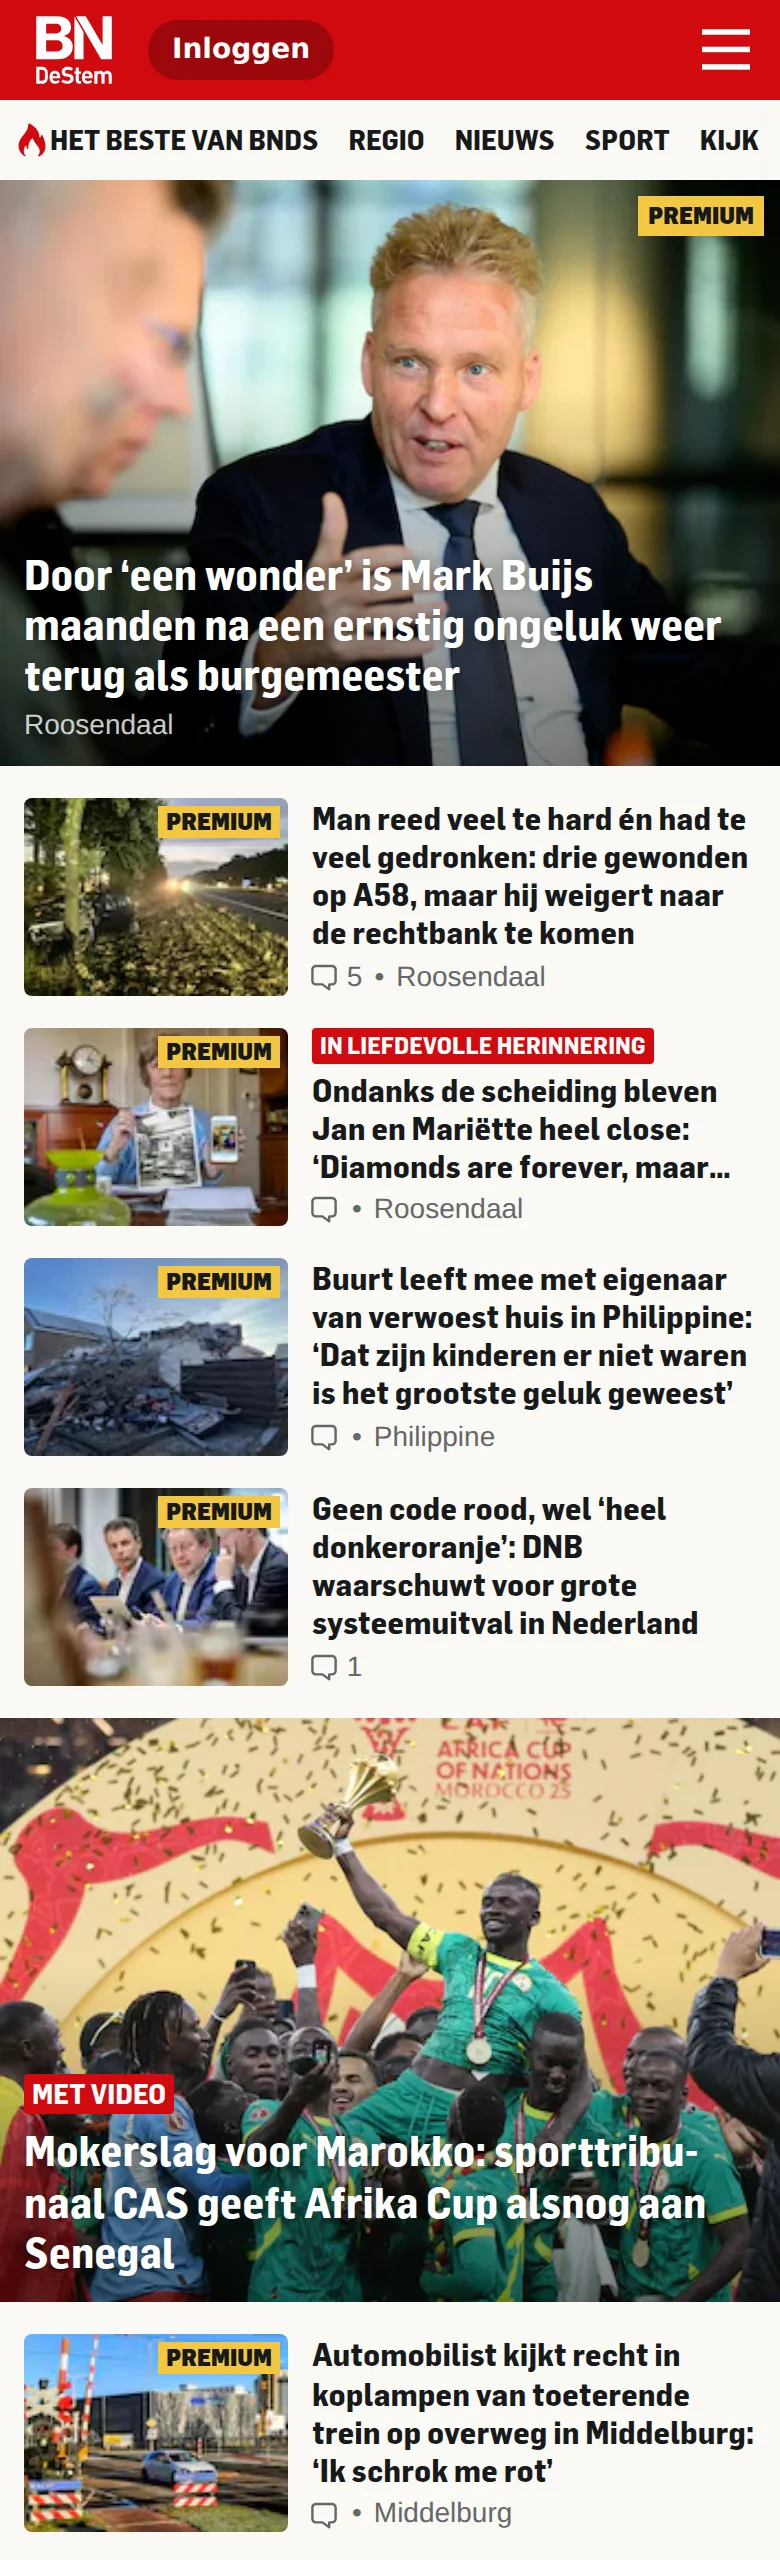 BN
DeStem
Inloggen
HET BESTE VAN BNDS REGIO NIEUWS SPORT KIJK
PREMIUM
Door ‘een wonder’ is Mark Buijs
maanden na een ernstig ongeluk weer
terug als burgemeester
Roosendaal
PREMIUM
Man reed veel te hard én had te
veel gedronken: drie gewonden
op A58, maar hij weigert naar
de rechtbank te komen
5 • Roosendaal
PREMIUM
IN LIEFDEVOLLE HERINNERING
Ondanks de scheiding bleven
Jan en Mariëtte heel close:
‘Diamonds are forever, maar...
• Roosendaal
PREMIUM
Buurt leeft mee met eigenaar
van verwoest huis in Philippine:
‘Dat zijn kinderen er niet waren
is het grootste geluk geweest’
• Philippine
PREMIUM
Geen code rood, wel ‘heel
donkeroranje’: DNB
waarschuwt voor grote
systeemuitval in Nederland
1
AFRICA CUP
OF NATIONS
MOROCCO 25
MET VIDEO
Mokerslag voor Marokko: sporttribu-
naal CAS geeft Afrika Cup alsnog aan
Senegal
PREMIUM
Automobilist kijkt recht in
koplampen van toeterende
trein op overweg in Middelburg:
‘Ik schrok me rot’
• Middelburg